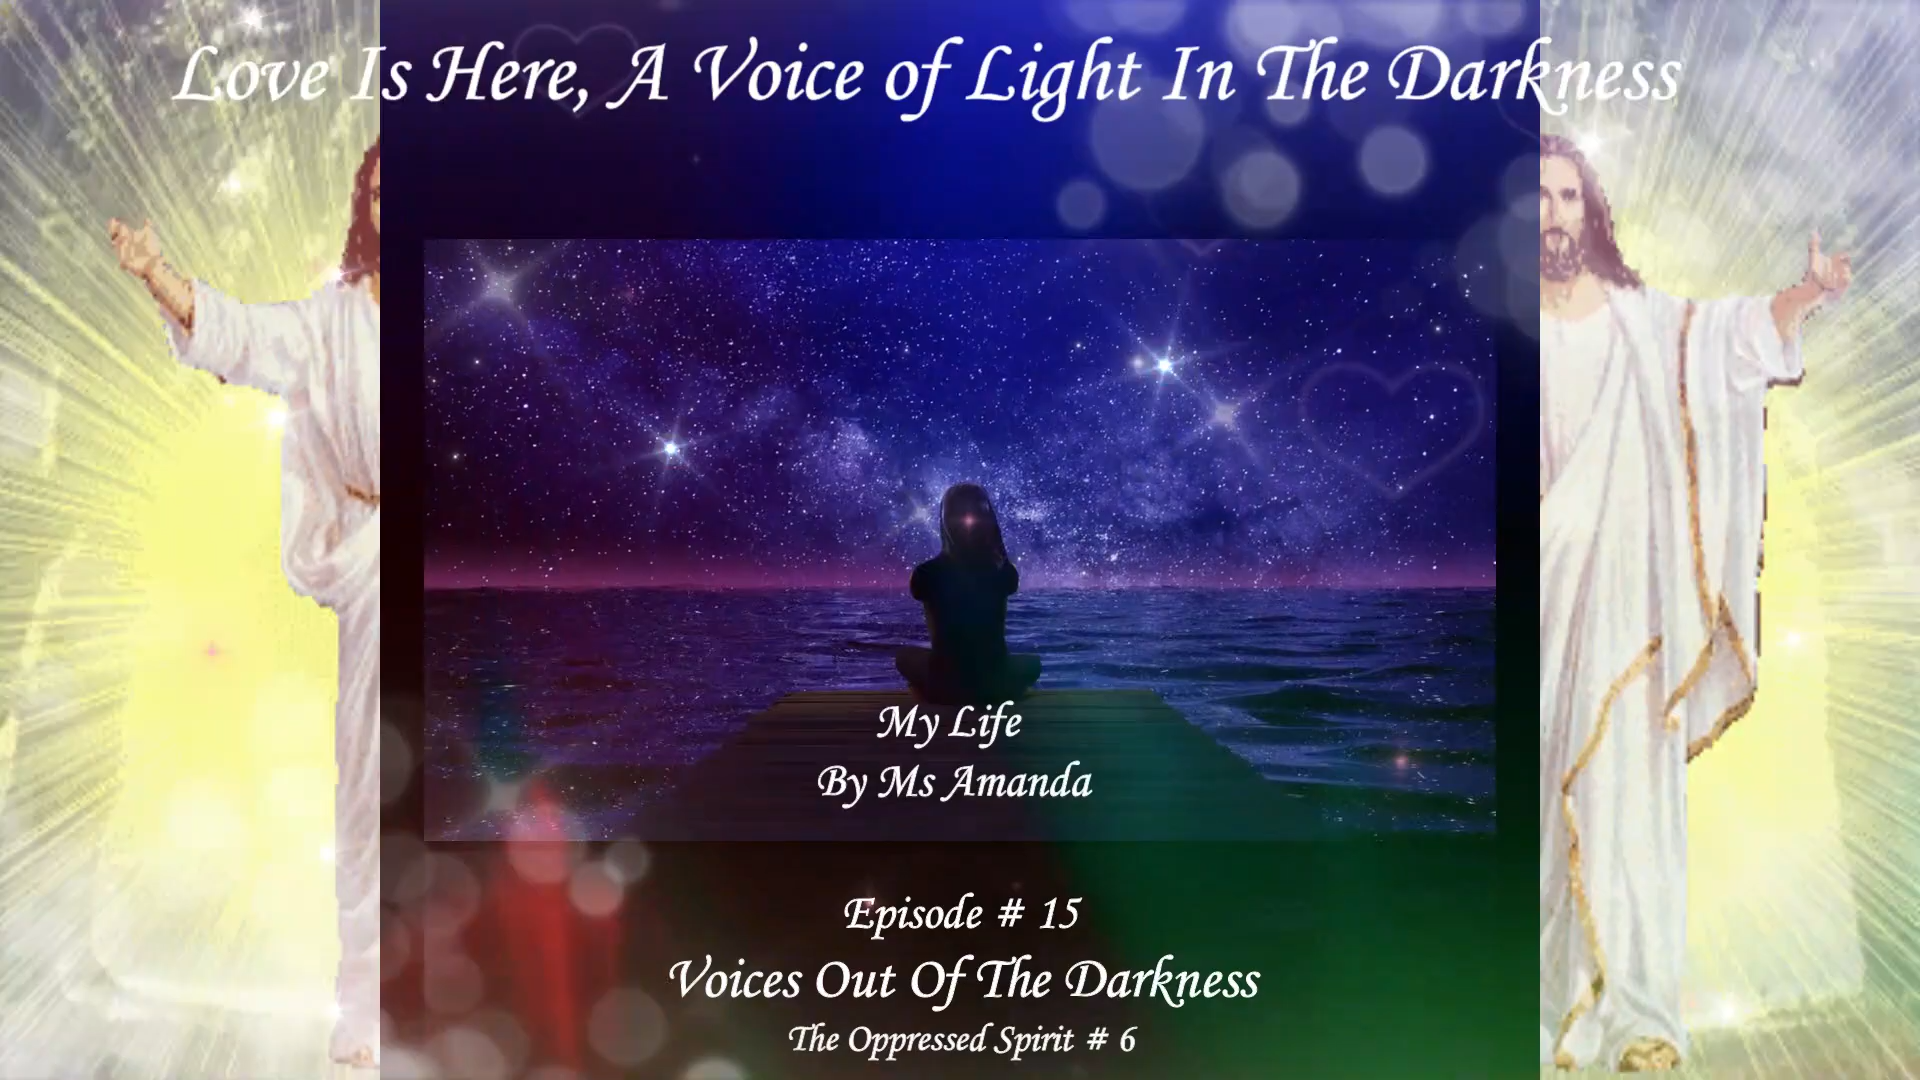 Love Is Here, A Voice of Light In The Darkness
My Life
By Ms Amanda
Episode # 15
Voices Out Of The Darkness
The Oppressed Spirit # 6